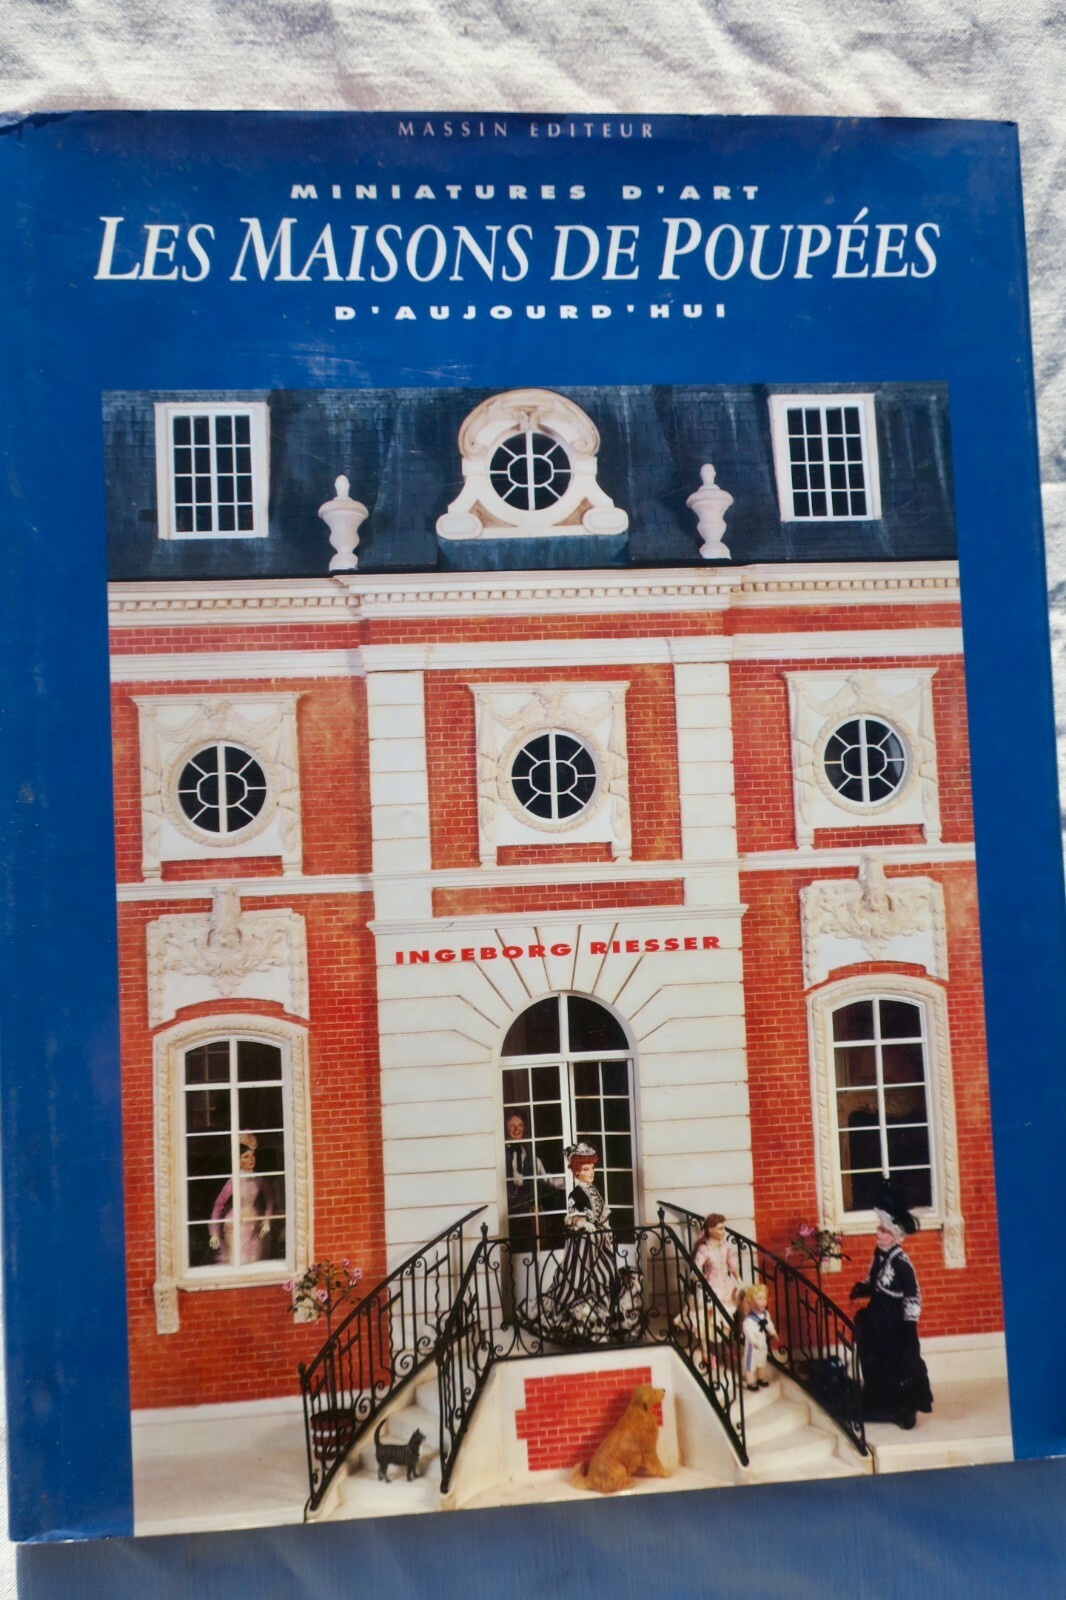 MASSIN EDITEUR
MINIATURES D'ART
LES MAISONS DE POUPÉES
D'AUJOURD'HUI
INGEBORG RIESSER